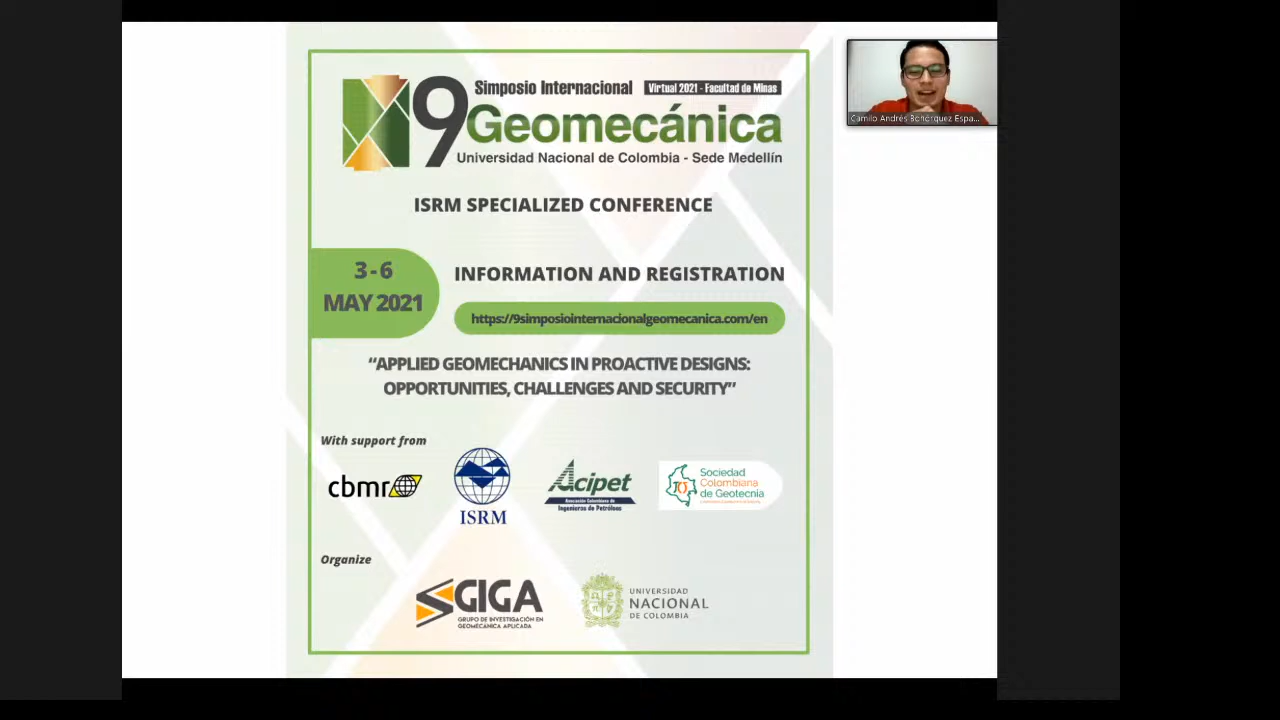 9
Simposio Internacional
Virtual 2021 - Facultad de Minas
Geomecánica
Universidad Nacional de Colombia - Sede Medellín
Camilo Andrés Bohórquez Espa...
ISRM SPECIALIZED CONFERENCE
3-6
MAY 2021
INFORMATION AND REGISTRATION
https://9simposiointernacionalgeomecanica.com/en
“APPLIED GEOMECHANICS IN PROACTIVE DESIGNS:
OPPORTUNITIES, CHALLENGES AND SECURITY”
With support from
cbmr
ISRM
Acipet
Asociación Colombiana de
Ingenieros de Petróleos
Sociedad
Colombiana
de Geotecnia
Organize
GIGA
GRUPO DE INVESTIGACIÓN EN
GEOMECÁNICA APLICADA
UNIVERSIDAD
NACIONAL
DE COLOMBIA